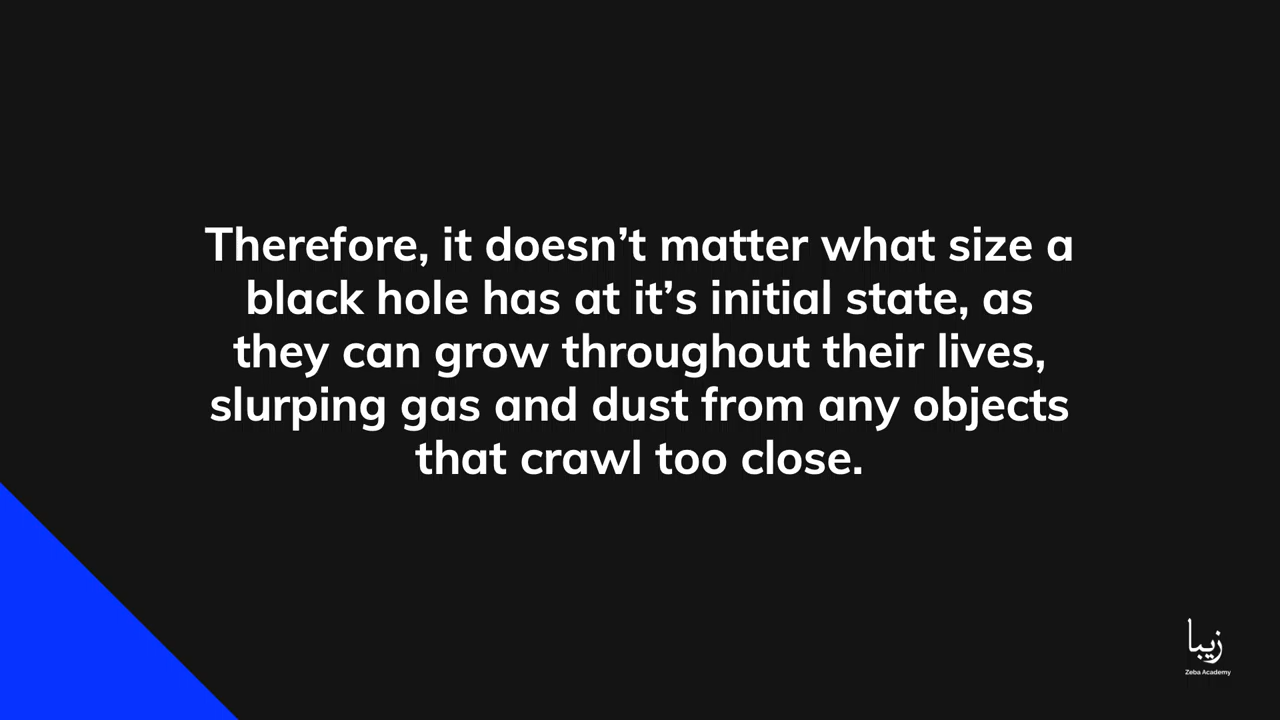 Therefore, it doesn’t matter what size a
black hole has at it’s initial state, as
they can grow throughout their lives,
slurping gas and dust from any objects
that crawl too close.
زیبا
Zeba Academy